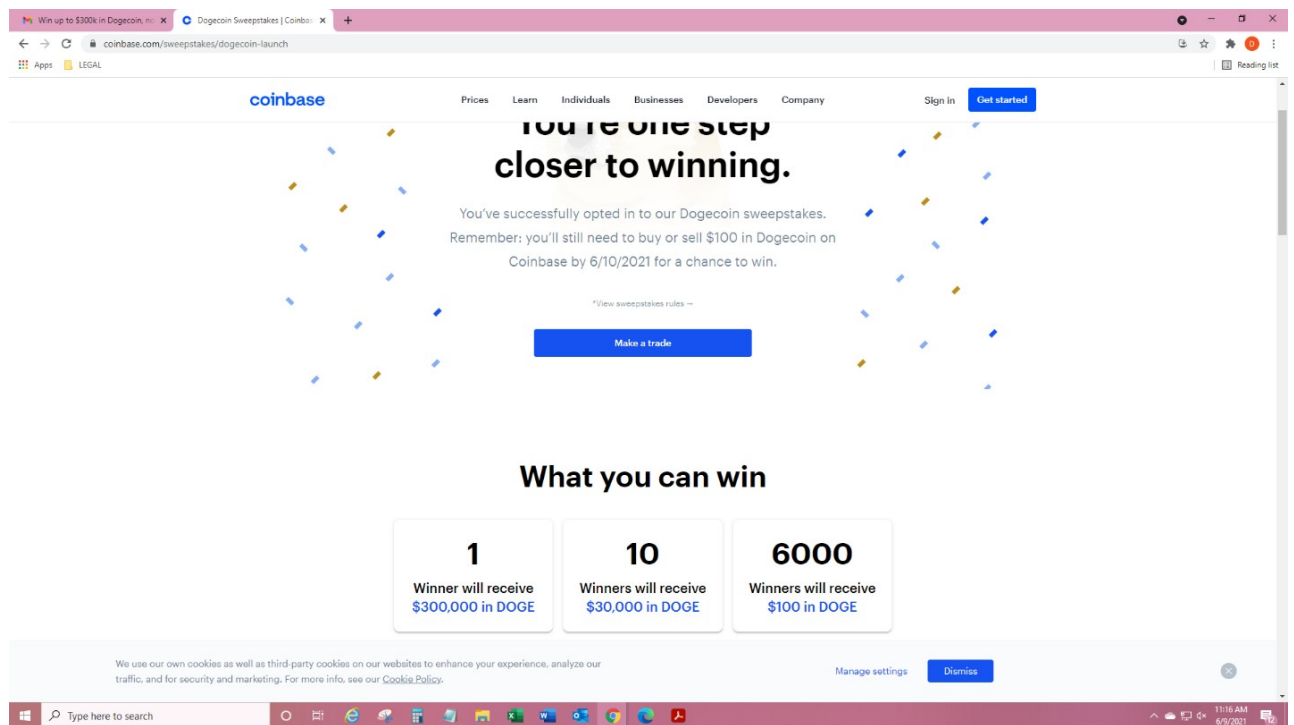 Win up to $300k in Dogecoin, no
Dogecoin Sweepstakes | Coinbas
coinbase.com/sweepstakes/dogecoin-launch
D
Apps
LEGAL
Reading list
coinbase
Prices
Learn
Individuals
Businesses
Developers
Company
Sign in
Get started
You're one step
closer to winning.
You've successfully opted in to our Dogecoin sweepstakes.
Remember: you'll still need to buy or sell $100 in Dogecoin on
Coinbase by 6/10/2021 for a chance to win.
*View sweepstakes rules →
Make a trade
What you can win
1
Winner will receive
$300,000 in DOGE
10
Winners will receive
$30,000 in DOGE
6000
Winners will receive
$100 in DOGE
We use our own cookies as well as third-party cookies on our websites to enhance your experience, analyze our
traffic, and for security and marketing. For more info, see our Cookie Policy.
Manage settings
Dismiss
Type here to search
11:16 AM
6/9/2021